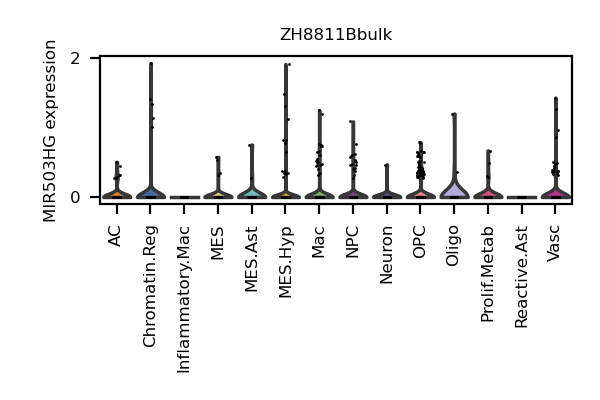 ZH8811Bbulk
MIR503HG expression
2
0
AC
Chromatin.Reg
Inflammatory.Mac
MES
MES.Ast
MES.Hyp
Mac
NPC
Neuron
OPC
Oligo
Prolif.Metab
Reactive.Ast
Vasc